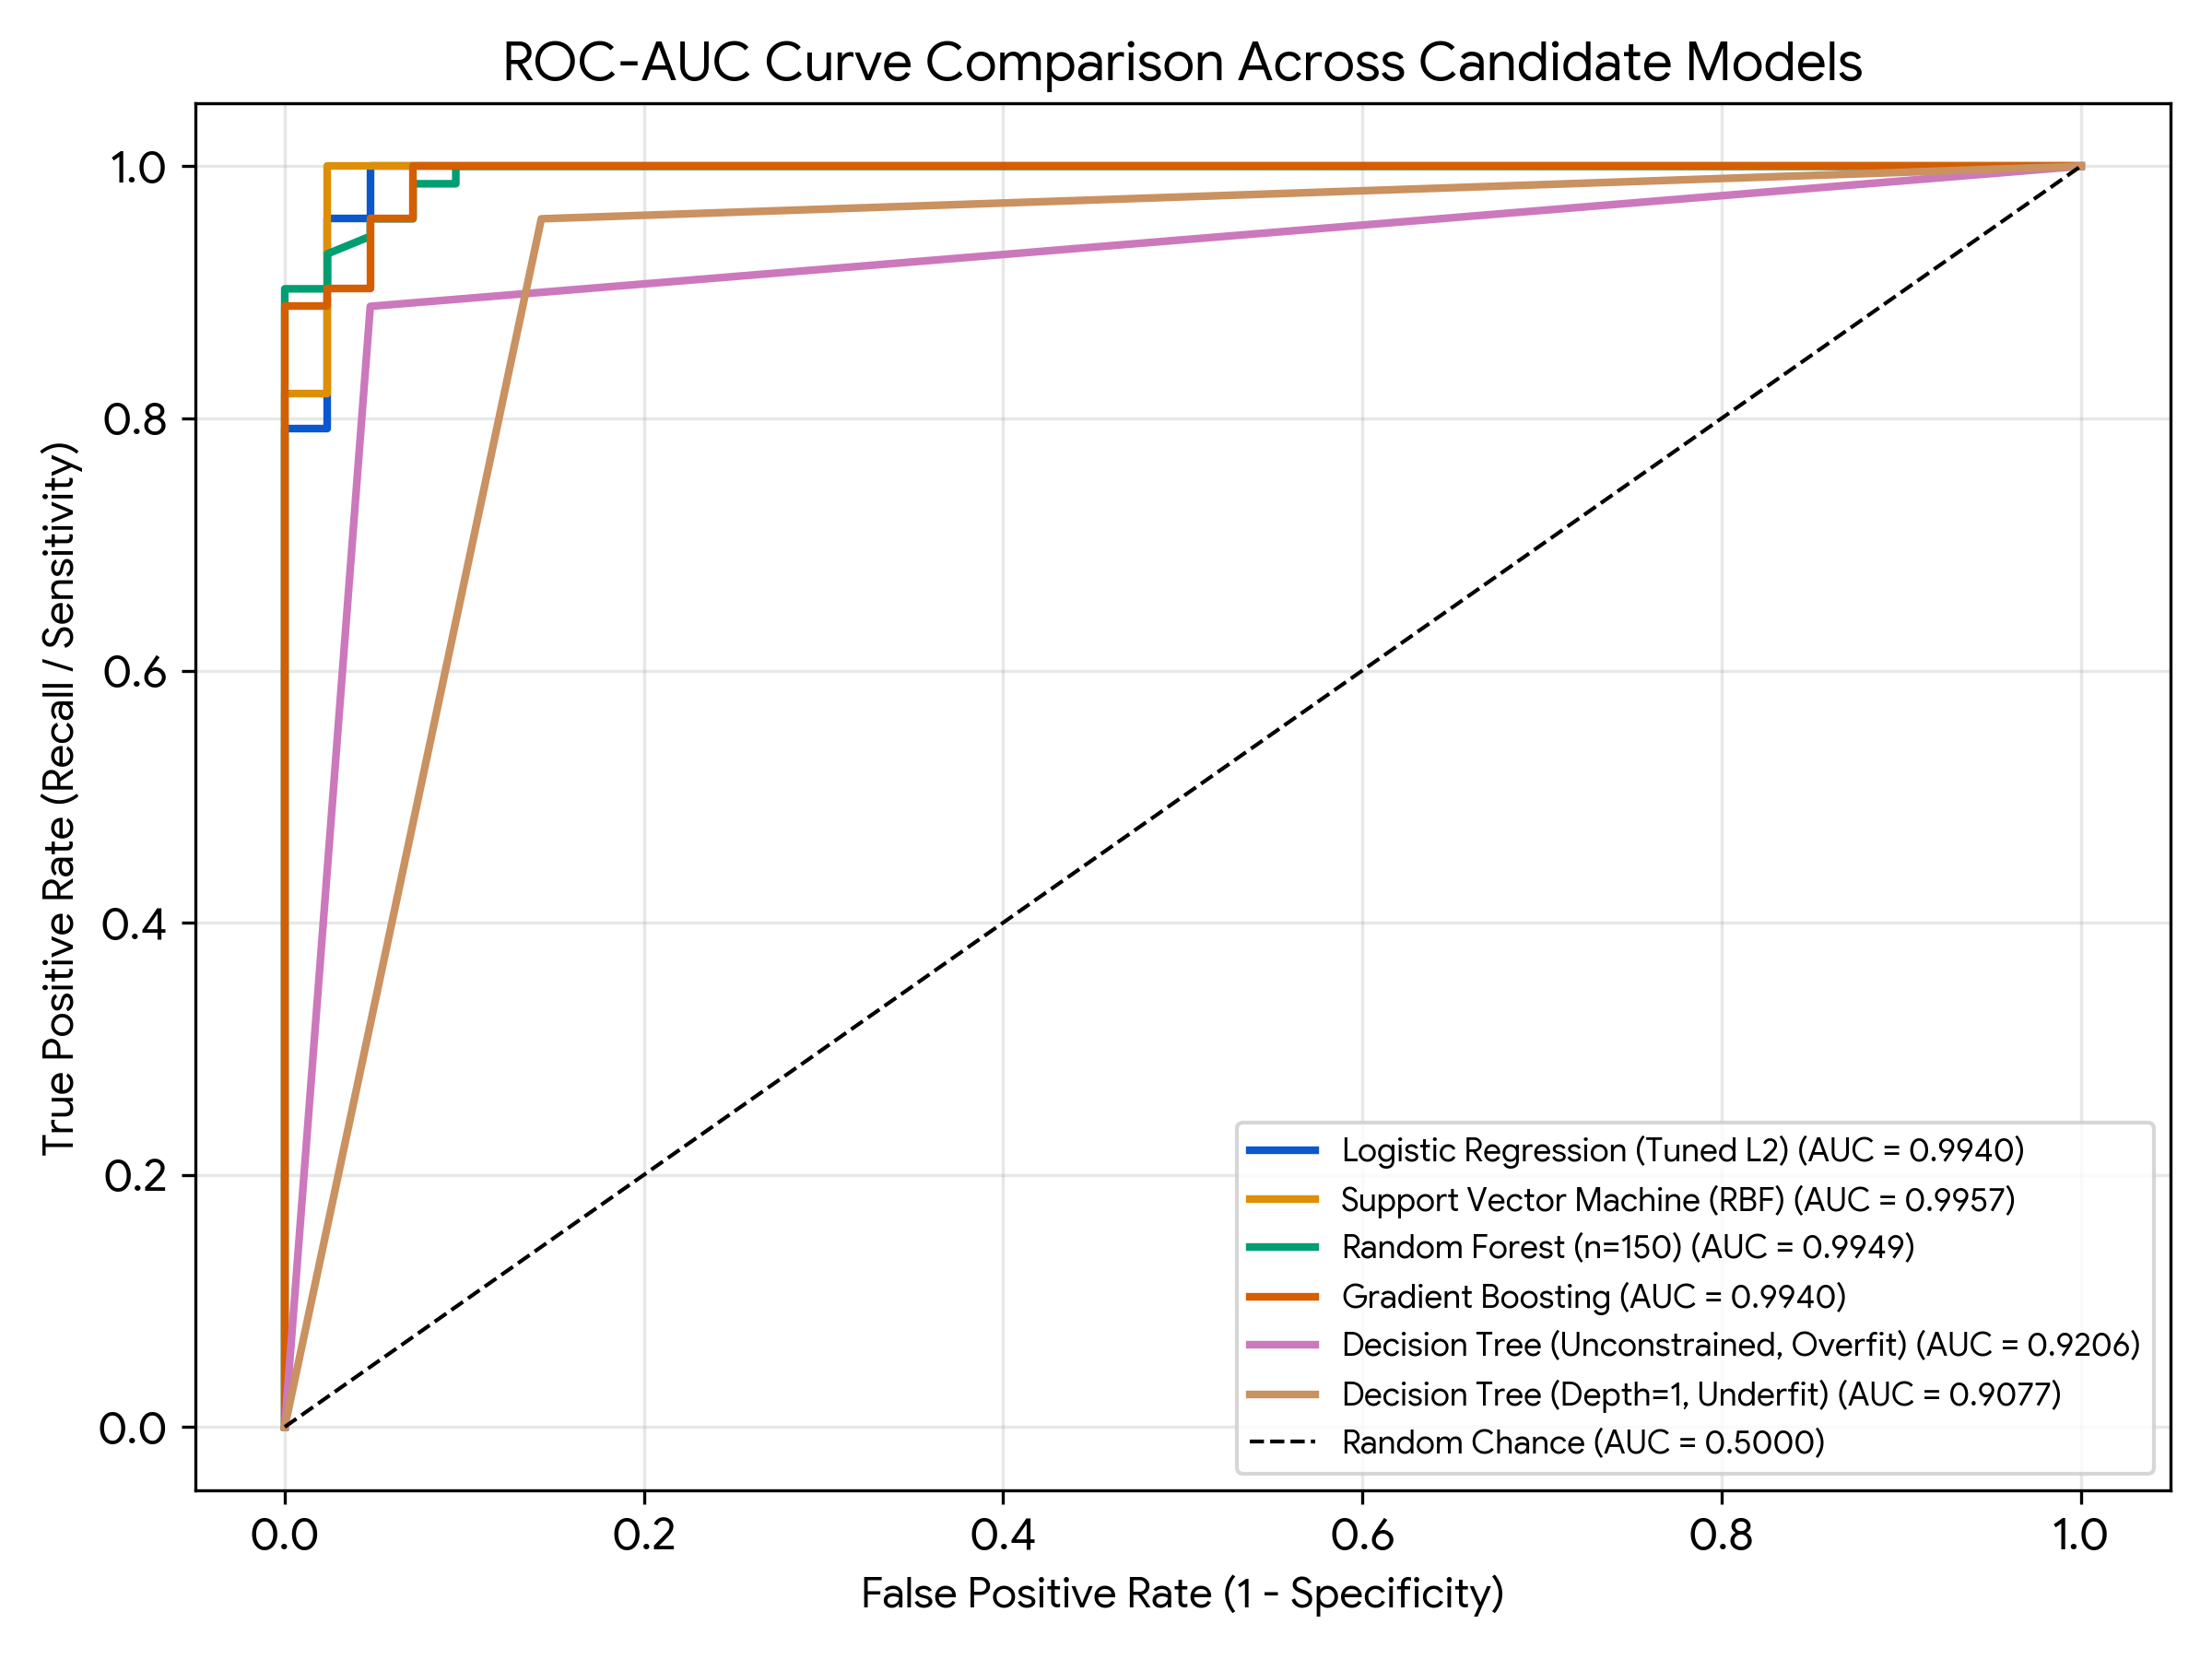 ROC-AUC Curve Comparison Across Candidate Models
True Positive Rate (Recall / Sensitivity)
1.0
0.8
0.6
0.4
0.2
0.0
0.0
0.2
0.4
0.6
0.8
1.0
False Positive Rate (1 - Specificity)
Logistic Regression (Tuned L2) (AUC = 0.9940)
Support Vector Machine (RBF) (AUC = 0.9957)
Random Forest (n=150) (AUC = 0.9949)
Gradient Boosting (AUC = 0.9940)
Decision Tree (Unconstrained, Overfit) (AUC = 0.9206)
Decision Tree (Depth=1, Underfit) (AUC = 0.9077)
Random Chance (AUC = 0.5000)